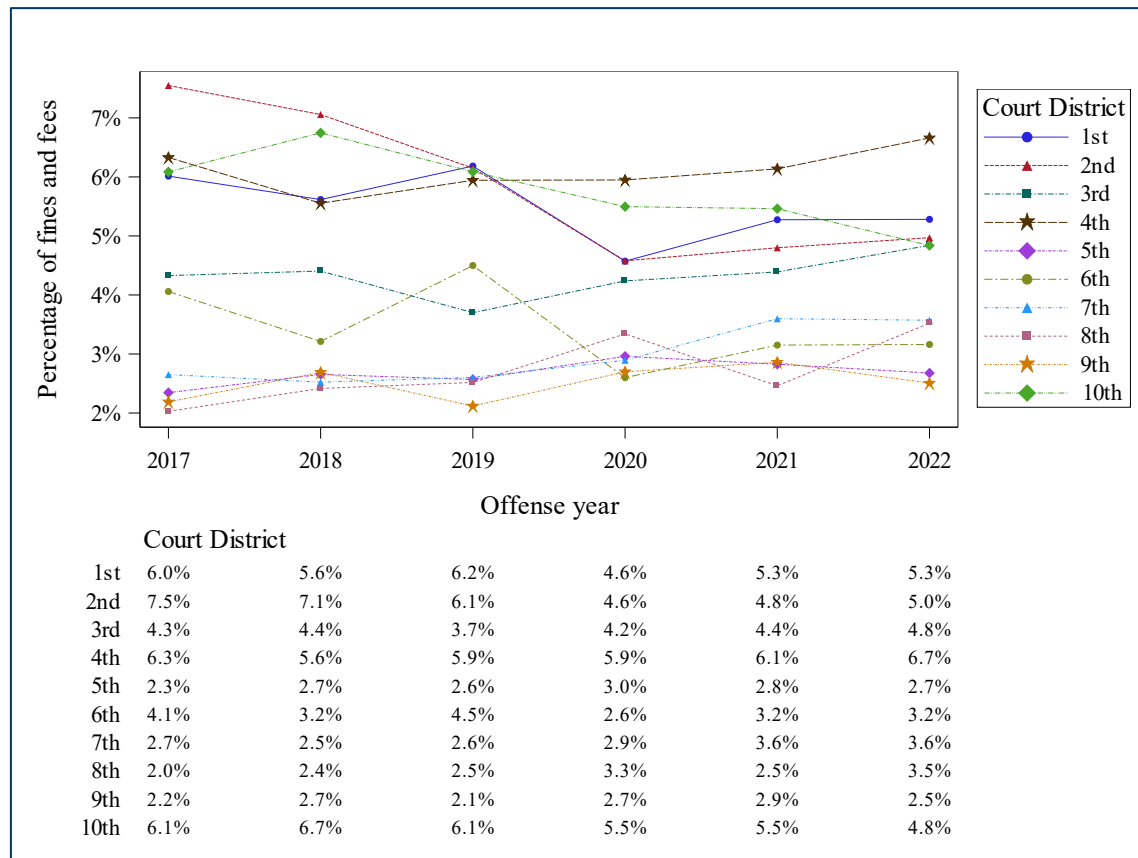 7%
6%
5%
4%
3%
2%
Percentage of fines and fees
2017 2018 2019 2020 2021 2022
Offense year
Court District
1st
2nd
3rd
4th
5th
6th
7th
8th
9th
10th
Court District
1st 6.0% 5.6% 6.2% 4.6% 5.3% 5.3%
2nd 7.5% 7.1% 6.1% 4.6% 4.8% 5.0%
3rd 4.3% 4.4% 3.7% 4.2% 4.4% 4.8%
4th 6.3% 5.6% 5.9% 5.9% 6.1% 6.7%
5th 2.3% 2.7% 2.6% 3.0% 2.8% 2.7%
6th 4.1% 3.2% 4.5% 2.6% 3.2% 3.2%
7th 2.7% 2.5% 2.6% 2.9% 3.6% 3.6%
8th 2.0% 2.4% 2.5% 3.3% 2.5% 3.5%
9th 2.2% 2.7% 2.1% 2.7% 2.9% 2.5%
10th 6.1% 6.7% 6.1% 5.5% 5.5% 4.8%